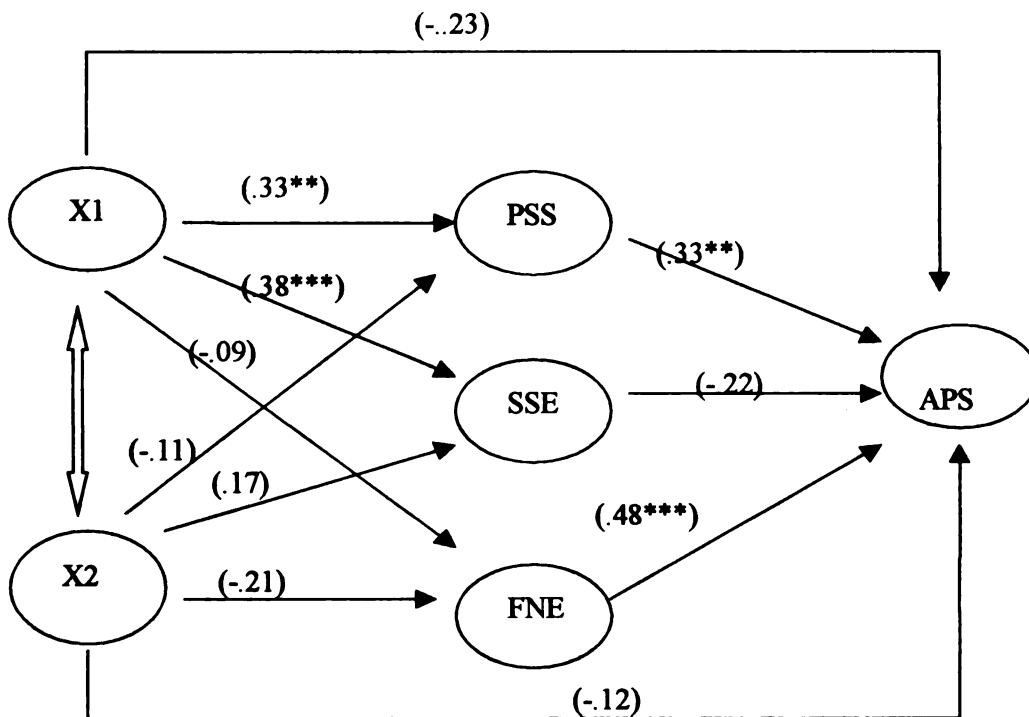 (-..23)
X1
(.33**)
PSS
(.33**)
(.38***)
(-.09)
SSE
(-.22)
APS
(-.11)
(.17)
(.48***)
X2
(-.21)
FNE
(-.12)